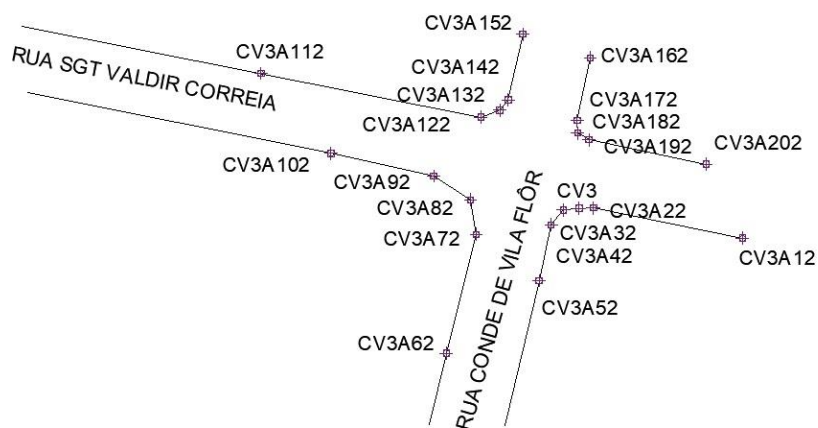 CV3A152
CV3A112
CV3A162
RUA SGT VALDIR CORREIA
CV3A142
CV3A132
CV3A172
CV3A122
CV3A182
CV3A192
CV3A202
CV3A102
CV3A92
CV3A82
CV3
CV3A22
CV3A72
CV3A32
CV3A12
CV3A42
CV3A52
RUA CONDE DE VILA FLÔR
CV3A62